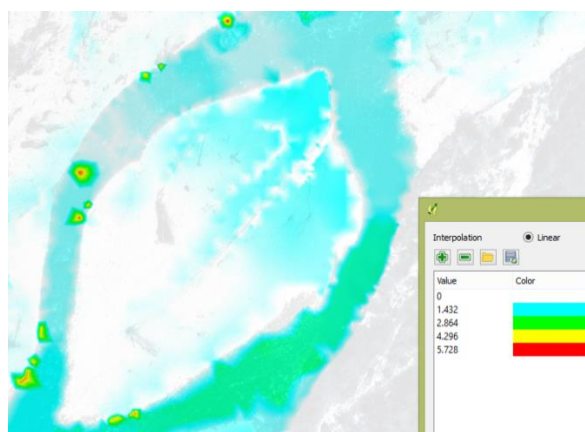 Interpolation Linear
Value Color
0
1.432
2.864
4.296
5.728